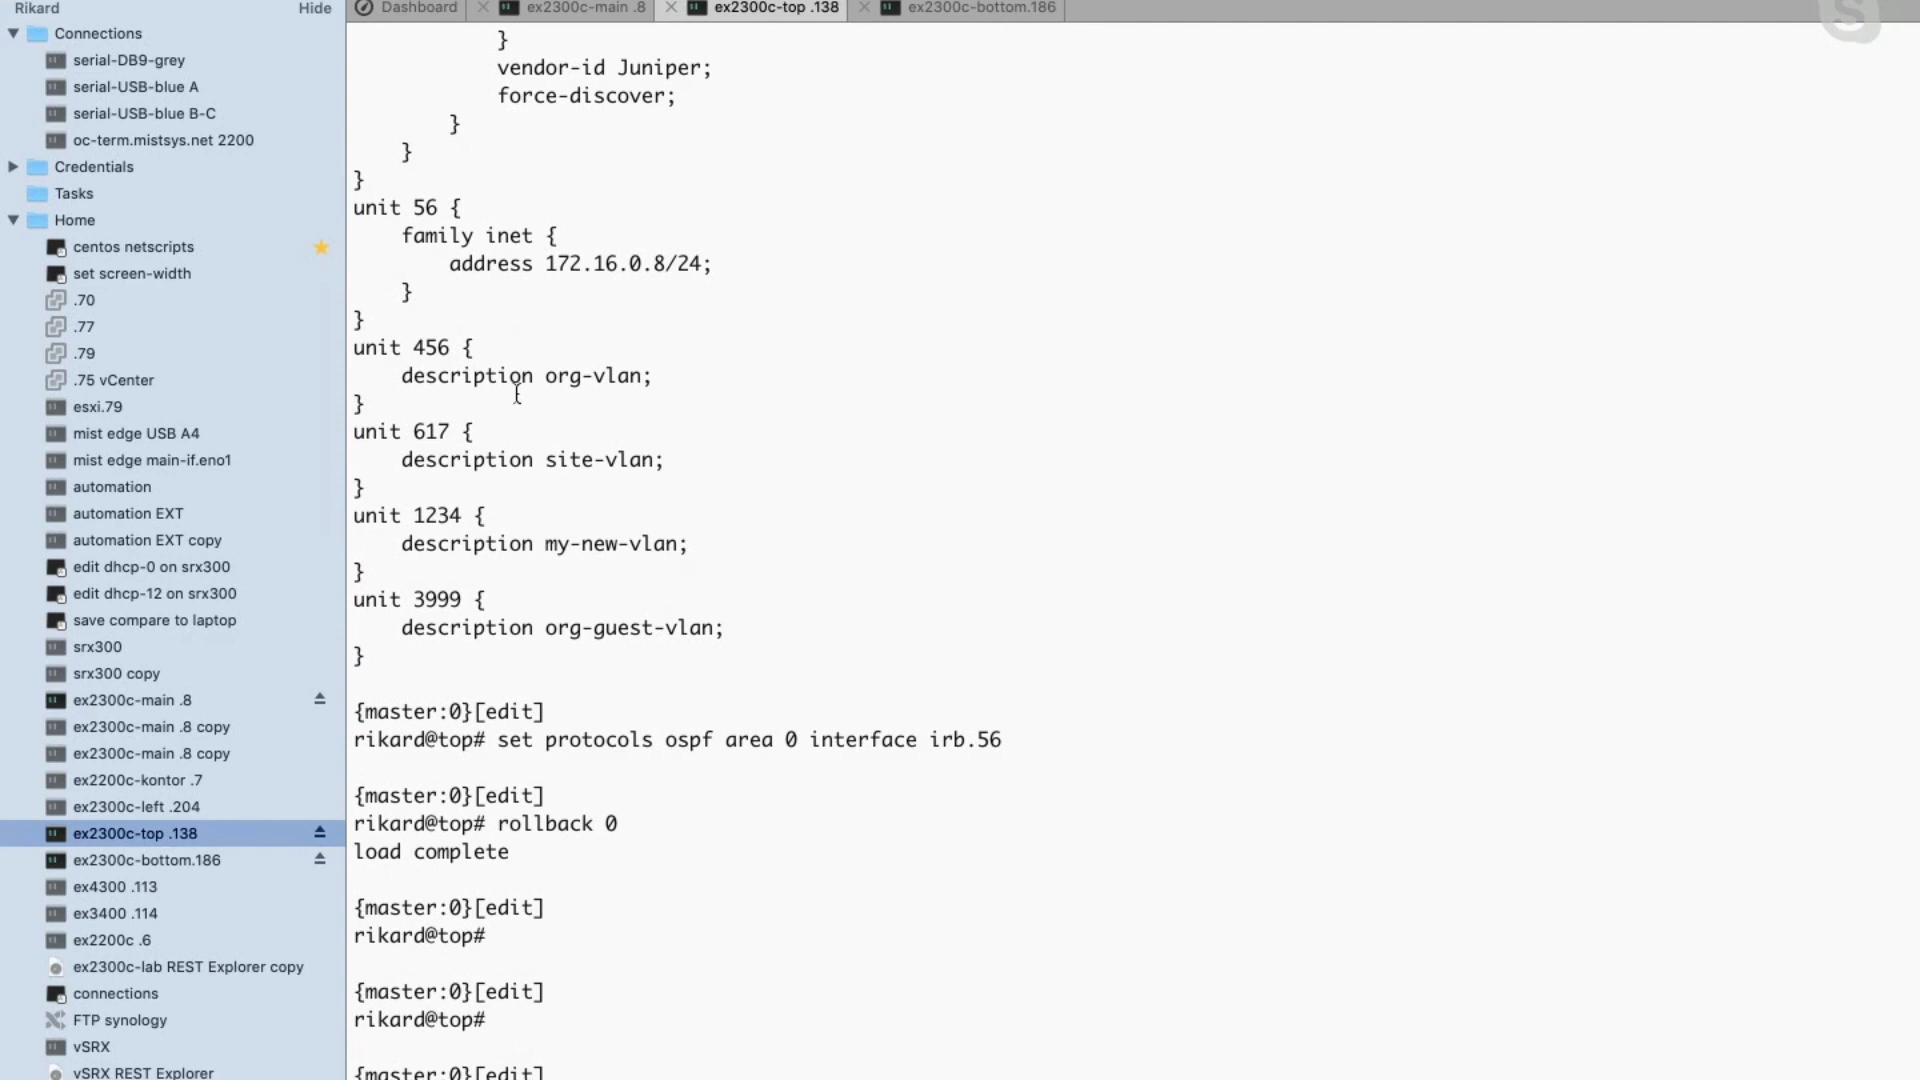 Rikard
Hide
Connections
serial-DB9-grey
serial-USB-blue A
serial-USB-blue B-C
oc-term.mistsys.net 2200
Credentials
Tasks
Home
centos netscripts
set screen-width
.70
.77
.79
.75 vCenter
esxi.79
mist edge USB A4
mist edge main-if.eno1
automation
automation EXT
automation EXT copy
edit dhcp-0 on srx300
edit dhcp-12 on srx300
save compare to laptop
srx300
srx300 copy
ex2300c-main .8
ex2300c-main .8 copy
ex2300c-main .8 copy
ex2200c-kontor .7
ex2300c-left .204
ex2300c-top .138
ex2300c-bottom.186
ex4300 .113
ex3400 .114
ex2200c .6
ex2300c-lab REST Explorer copy
connections
FTP synology
vSRX
vSRX REST Explorer
Dashboard
ex2300c-main .8
ex2300c-top .138
ex2300c-bottom.186
}
vendor-id Juniper;
force-discover;
}
}
}
unit 56 {
family inet {
address 172.16.0.8/24;
}
}
unit 456 {
description org-vlan;
}
unit 617 {
description site-vlan;
}
unit 1234 {
description my-new-vlan;
}
unit 3999 {
description org-guest-vlan;
}
{master:0}[edit]
rikard@top# set protocols ospf area 0 interface irb.56
{master:0}[edit]
rikard@top# rollback 0
load complete
{master:0}[edit]
rikard@top#
{master:0}[edit]
rikard@top#
{master:0}[edit]